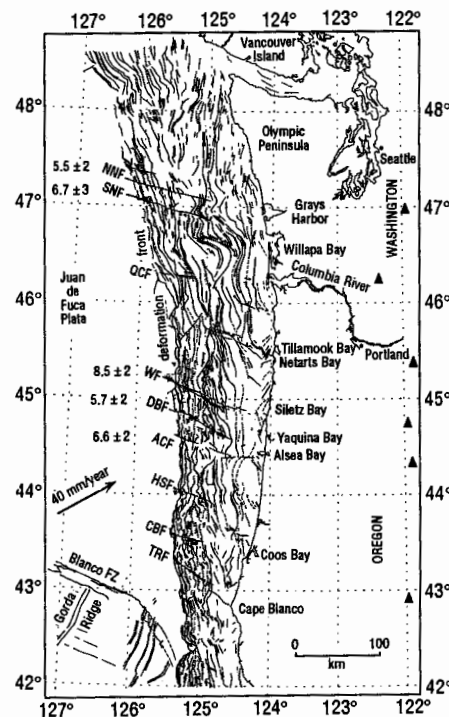 127° 126° 125° 124° 123° 122°
Vancouver
Island
48°
48°
Olympic
Peninsula
Seattle
5.5 ± 2 NNF
47°
6.7 ± 3 SNF
47°
Grays
Harbor
WASHINGTON
front
Willapa Bay
Columbia River
QCF
Juan
de
Fuca
Plata
46°
46°
deformation
Tillamook Bay
Netarts Bay
Portland
8.5 ± 2 WF
45°
45°
5.7 ± 2 DBF
Siletz Bay
6.6 ± 2 ACF
Yaquina Bay
Alsea Bay
HSF
44°
44°
40 mm/year
CBF
TRF
OREGON
Coos Bay
Blanco FZ
43°
43°
Gorda
Ridge
Cape Blanco
0 100
km
42°
42°
127° 126° 125° 124° 123° 122°